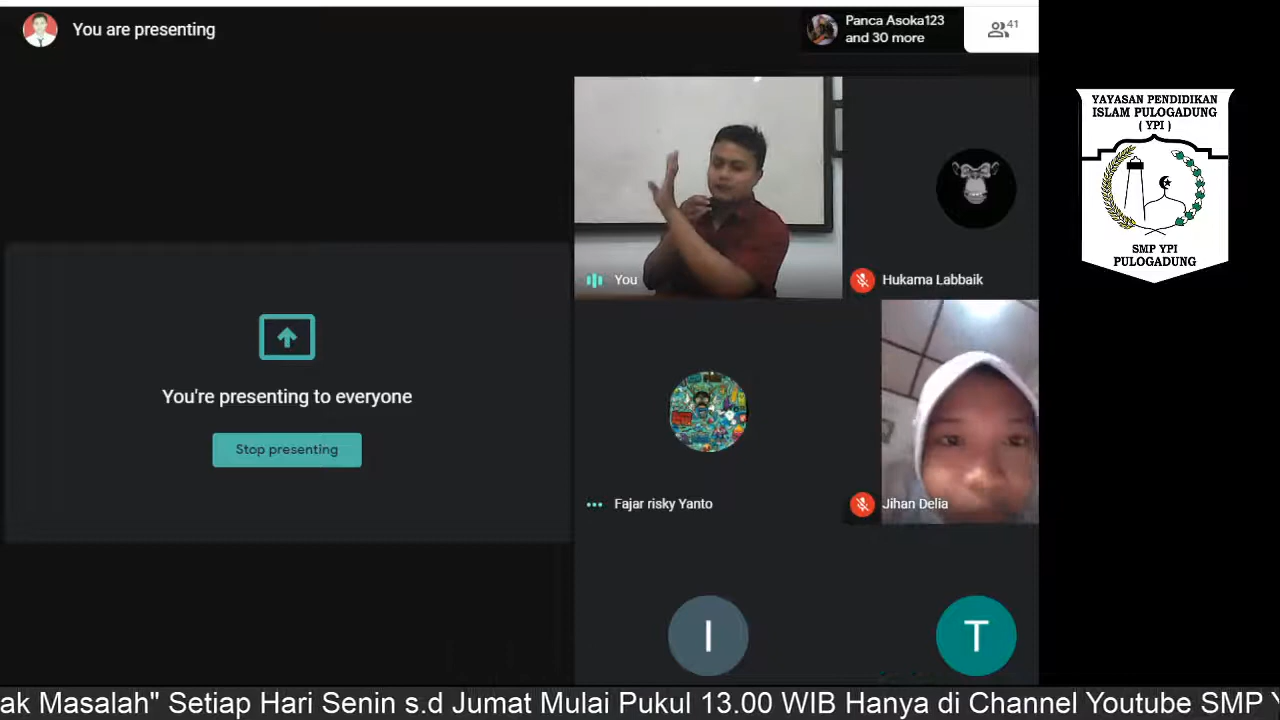 You are presenting
Panca Asoka123
and 30 more
41
YAYASAN PENDIDIKAN
ISLAM PULOGADUNG
( YPI )
SMP YPI
PULOGADUNG
You
Hukama Labbaik
You're presenting to everyone
Stop presenting
Fajar risky Yanto
Jihan Delia
I
T
ak Masalah" Setiap Hari Senin s.d Jumat Mulai Pukul 13.00 WIB Hanya di Channel Youtube SMP Y